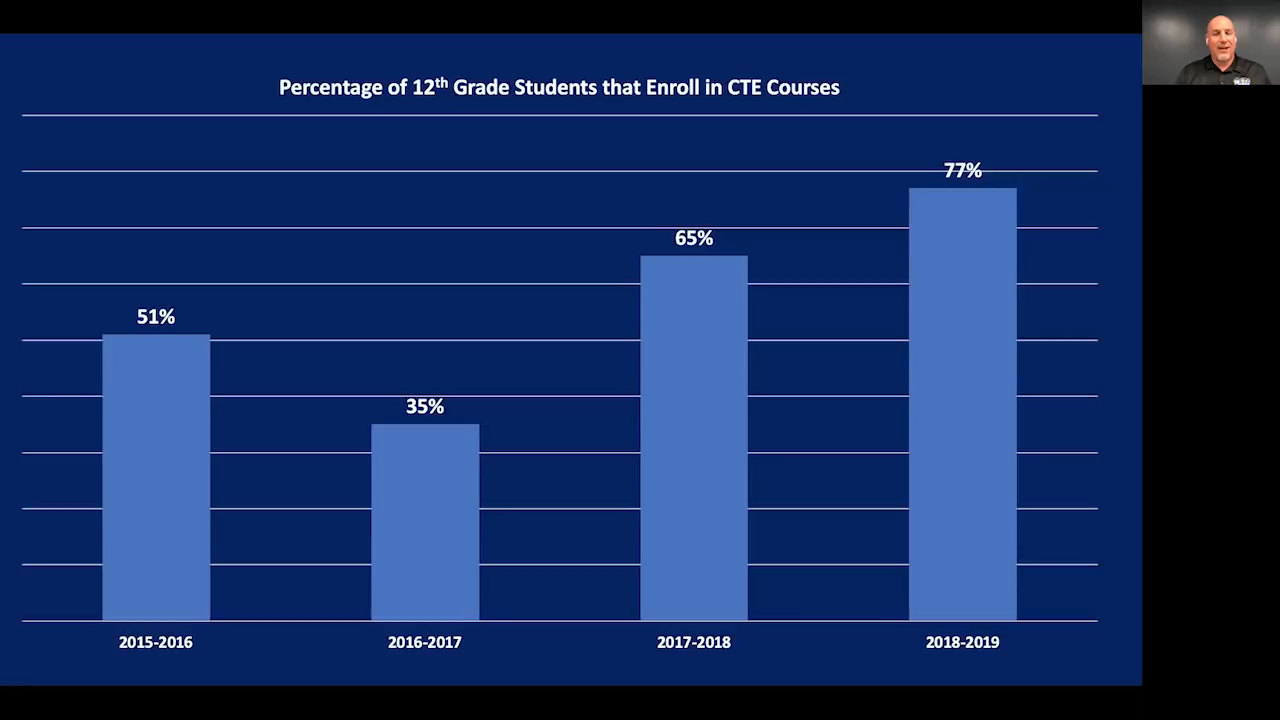 Percentage of 12th Grade Students that Enroll in CTE Courses
77%
65%
51%
35%
2015-2016 2016-2017 2017-2018 2018-2019